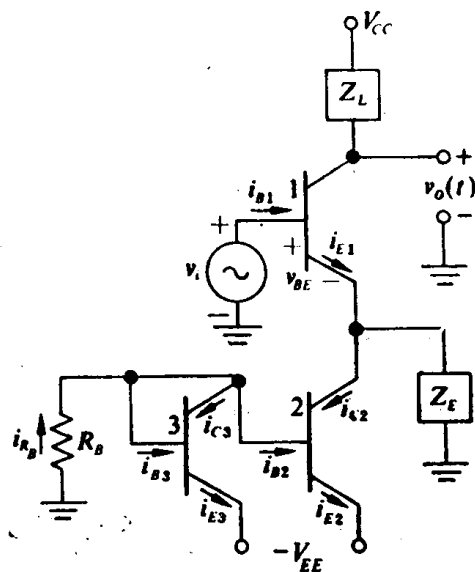 V_CC
Z_L
i_B1
1
+
v_O(t)
−
+
v_i
−
+
v_BE
−
i_E1
Z_E
2
i_C2
3
i_C3
i_R_B
R_B
i_B3
i_B2
i_E3
i_E2
−V_EE